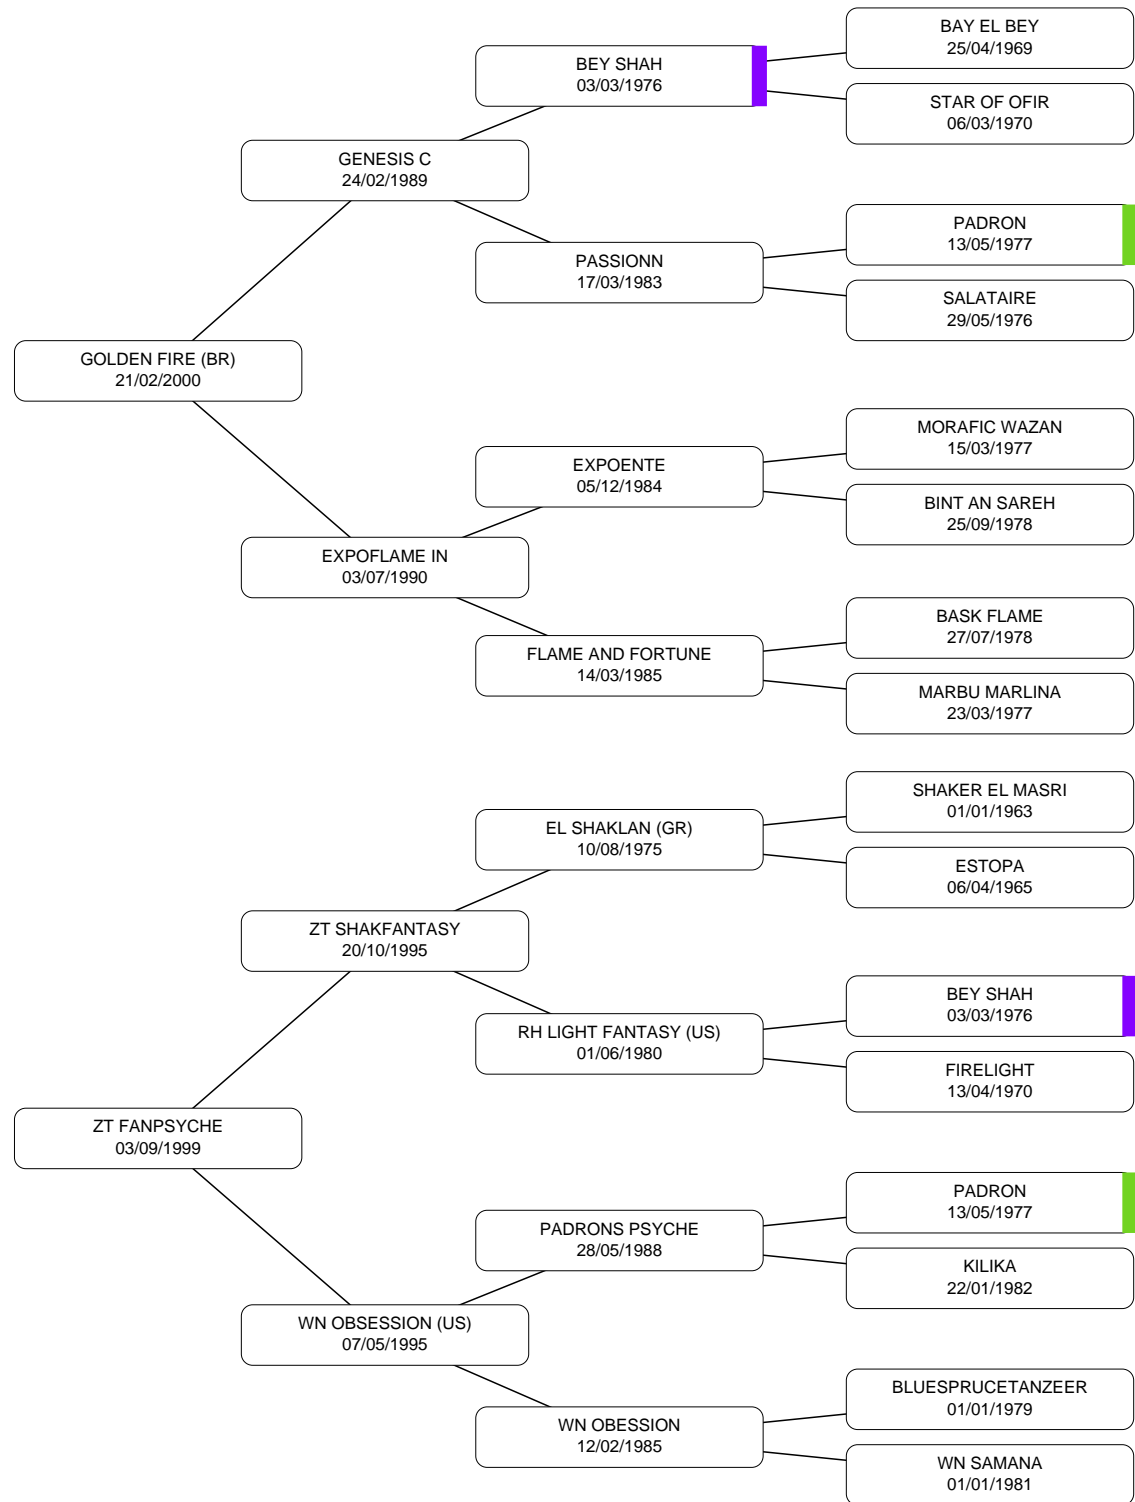 BAY EL BEY
25/04/1969
BEY SHAH
03/03/1976
STAR OF OFIR
06/03/1970
GENESIS C
24/02/1989
PADRON
13/05/1977
PASSIONN
17/03/1983
SALATAIRE
29/05/1976
GOLDEN FIRE (BR)
21/02/2000
MORAFIC WAZAN
15/03/1977
EXPOENTE
05/12/1984
BINT AN SAREH
25/09/1978
EXPOFLAME IN
03/07/1990
BASK FLAME
27/07/1978
FLAME AND FORTUNE
14/03/1985
MARBU MARLINA
23/03/1977
SHAKER EL MASRI
01/01/1963
EL SHAKLAN (GR)
10/08/1975
ESTOPA
06/04/1965
ZT SHAKFANTASY
20/10/1995
BEY SHAH
03/03/1976
RH LIGHT FANTASY (US)
01/06/1980
FIRELIGHT
13/04/1970
ZT FANPSYCHE
03/09/1999
PADRON
13/05/1977
PADRONS PSYCHE
28/05/1988
KILIKA
22/01/1982
WN OBSESSION (US)
07/05/1995
BLUESPRUCETANZEER
01/01/1979
WN OBESSION
12/02/1985
WN SAMANA
01/01/1981